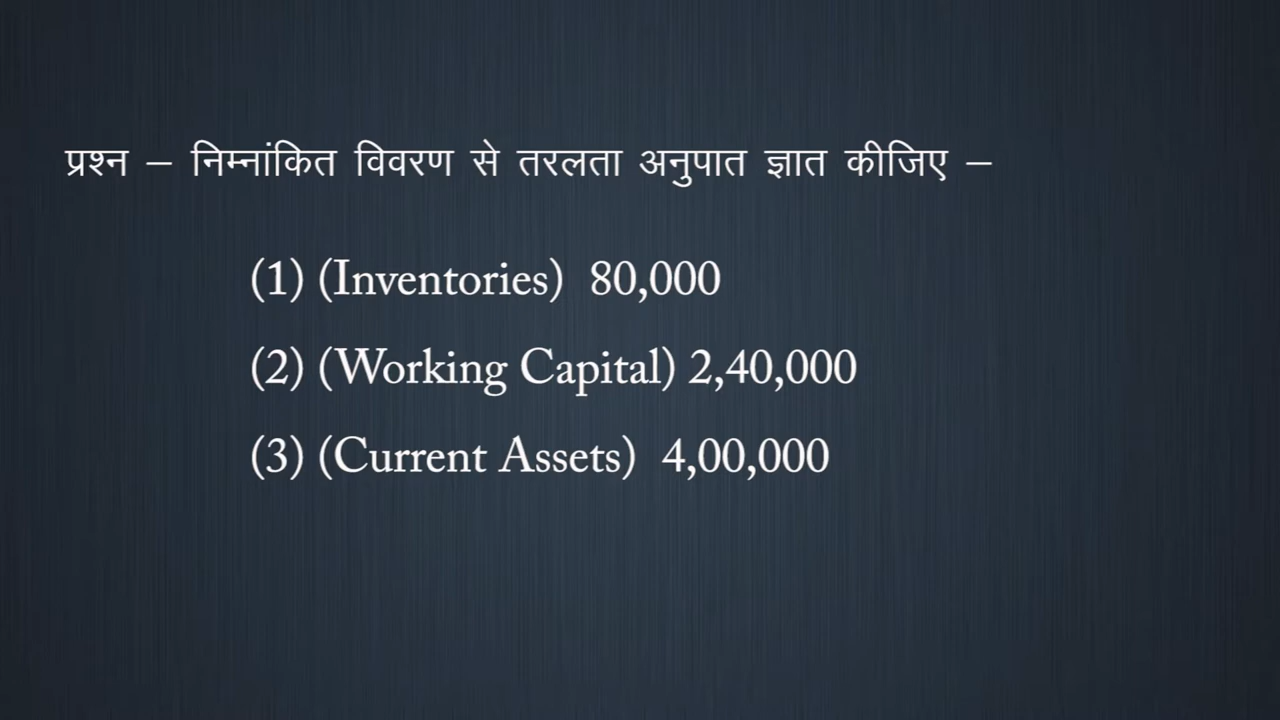 प्रश्न – निम्नांकित विवरण से तरलता अनुपात ज्ञात कीजिए –
(1) (Inventories) 80,000
(2) (Working Capital) 2,40,000
(3) (Current Assets) 4,00,000